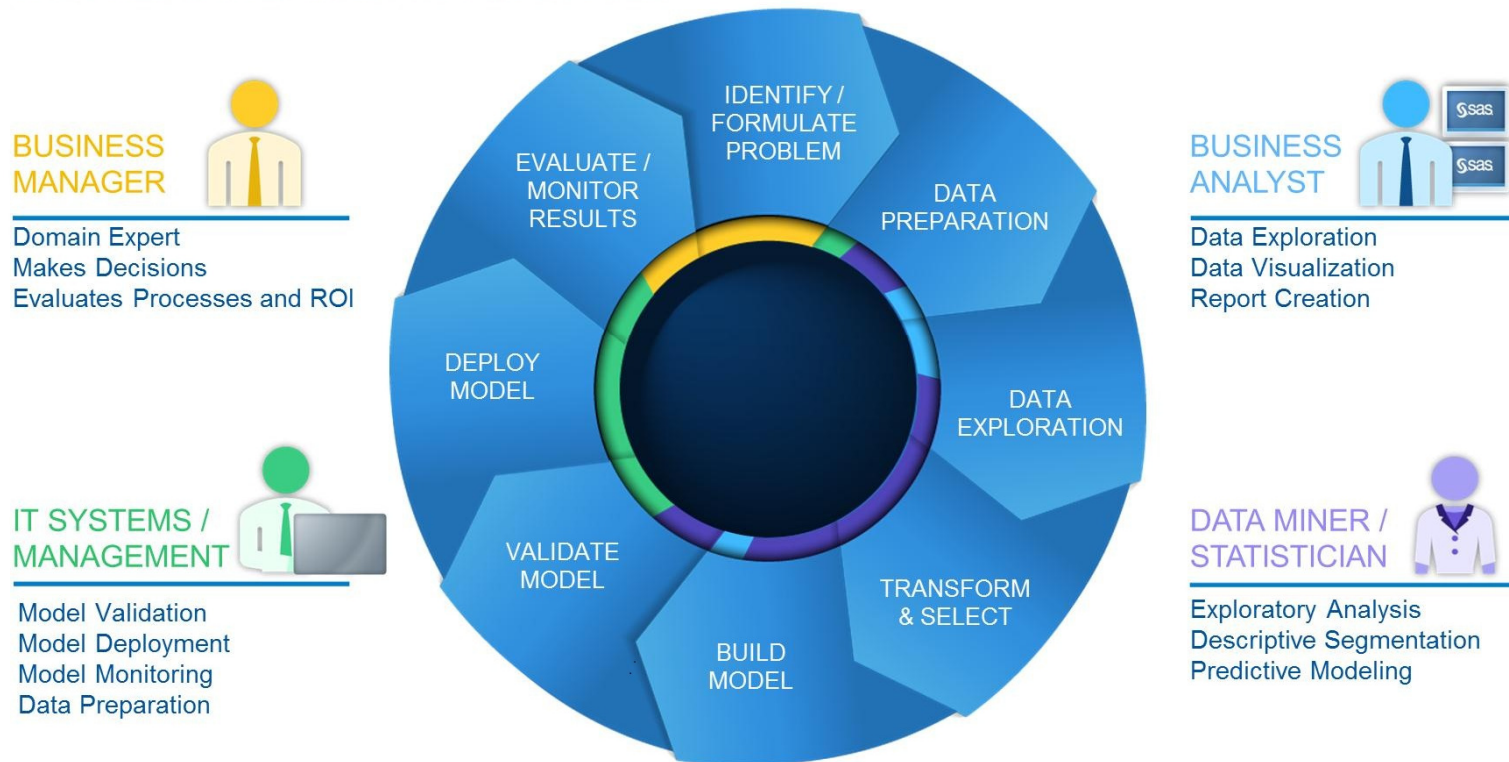 BUSINESS
MANAGER
Domain Expert
Makes Decisions
Evaluates Processes and ROI
IT SYSTEMS /
MANAGEMENT
Model Validation
Model Deployment
Model Monitoring
Data Preparation
IDENTIFY /
FORMULATE
PROBLEM
DATA
PREPARATION
DATA
EXPLORATION
TRANSFORM
& SELECT
BUILD
MODEL
VALIDATE
MODEL
DEPLOY
MODEL
EVALUATE /
MONITOR
RESULTS
BUSINESS
ANALYST
sas
sas
Data Exploration
Data Visualization
Report Creation
DATA MINER /
STATISTICIAN
Exploratory Analysis
Descriptive Segmentation
Predictive Modeling